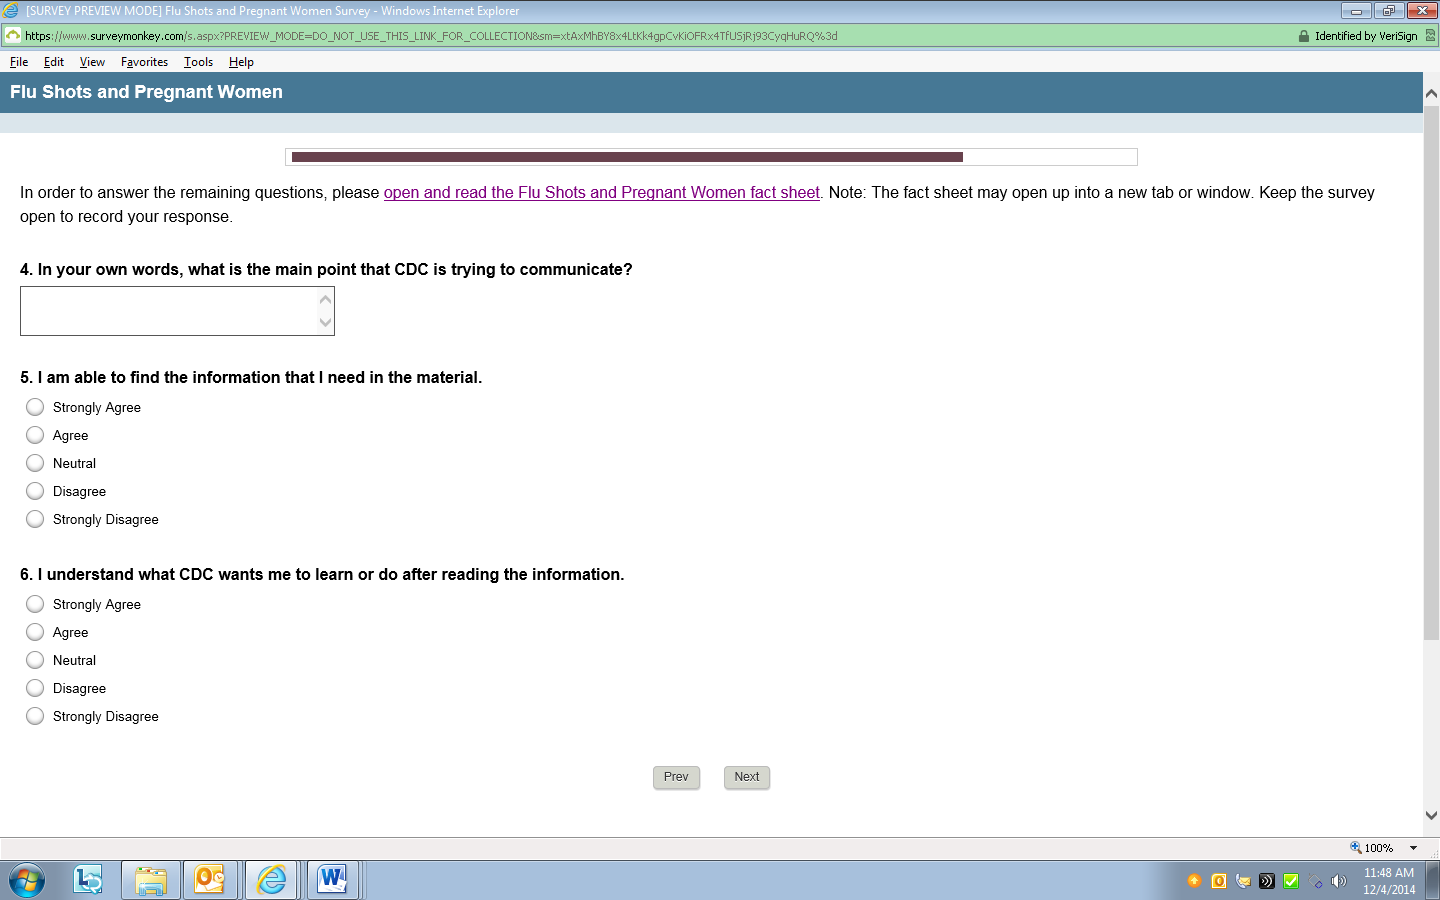 [SURVEY PREVIEW MODE] Flu Shots and Pregnant Women Survey - Windows Internet Explorer
https://www.surveymonkey.com/s.aspx?PREVIEW_MODE=DO_NOT_USE_THIS_LINK_FOR_COLLECTION&sm=xtAxMhBY8x4LtKk4gpCvKiOFRx4TfUSjRj93CyqHuRQ%3d
Identified by VeriSign
File Edit View Favorites Tools Help
Flu Shots and Pregnant Women
In order to answer the remaining questions, please open and read the Flu Shots and Pregnant Women fact sheet. Note: The fact sheet may open up into a new tab or window. Keep the survey
open to record your response.
4. In your own words, what is the main point that CDC is trying to communicate?
5. I am able to find the information that I need in the material.
Strongly Agree
Agree
Neutral
Disagree
Strongly Disagree
6. I understand what CDC wants me to learn or do after reading the information.
Strongly Agree
Agree
Neutral
Disagree
Strongly Disagree
Prev Next
100%
11:48 AM
12/4/2014